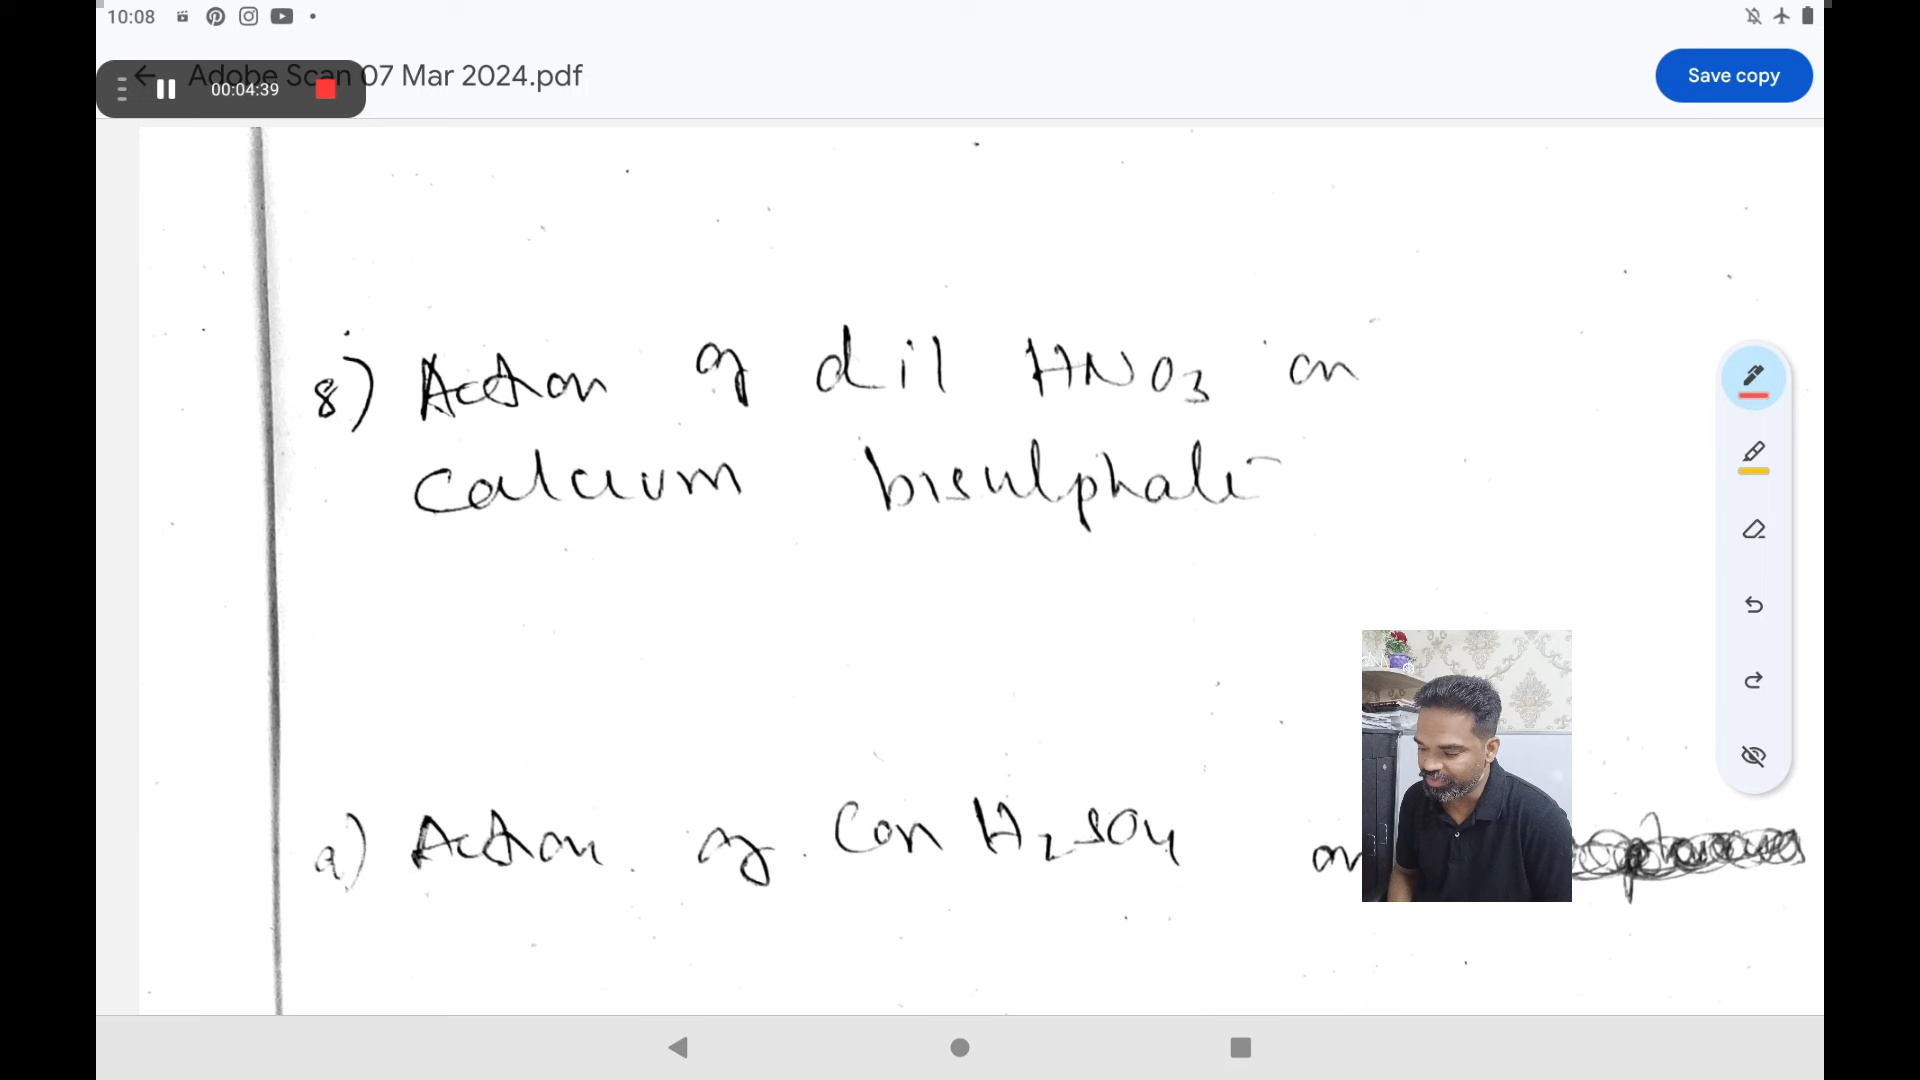 10:08
Adobe Scan 07 Mar 2024.pdf
00:04:39
Save copy
8) Action of dil HNO3 on
calcium bisulphate
9) Action of Con H2SO4 on